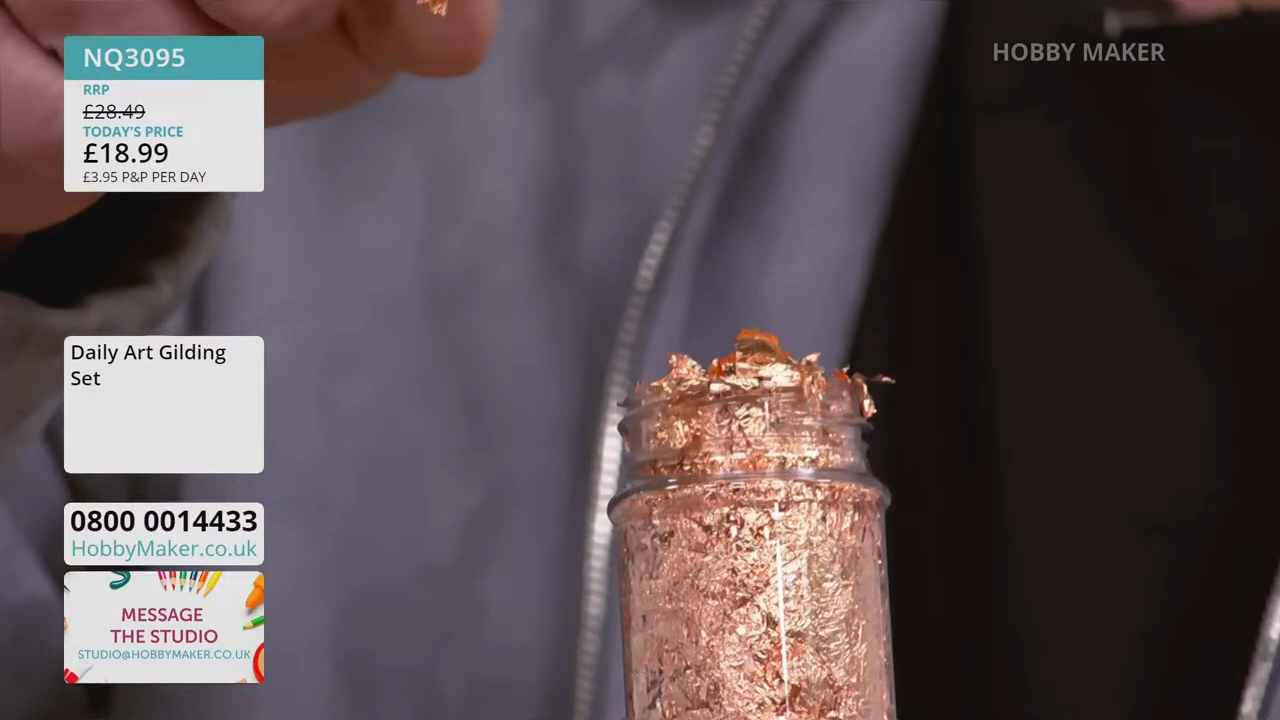 NQ3095
RRP
£28.49
TODAY'S PRICE
£18.99
£3.95 P&P PER DAY
HOBBY MAKER
Daily Art Gilding
Set
0800 0014433
HobbyMaker.co.uk
MESSAGE
THE STUDIO
STUDIO@HOBBYMAKER.CO.UK